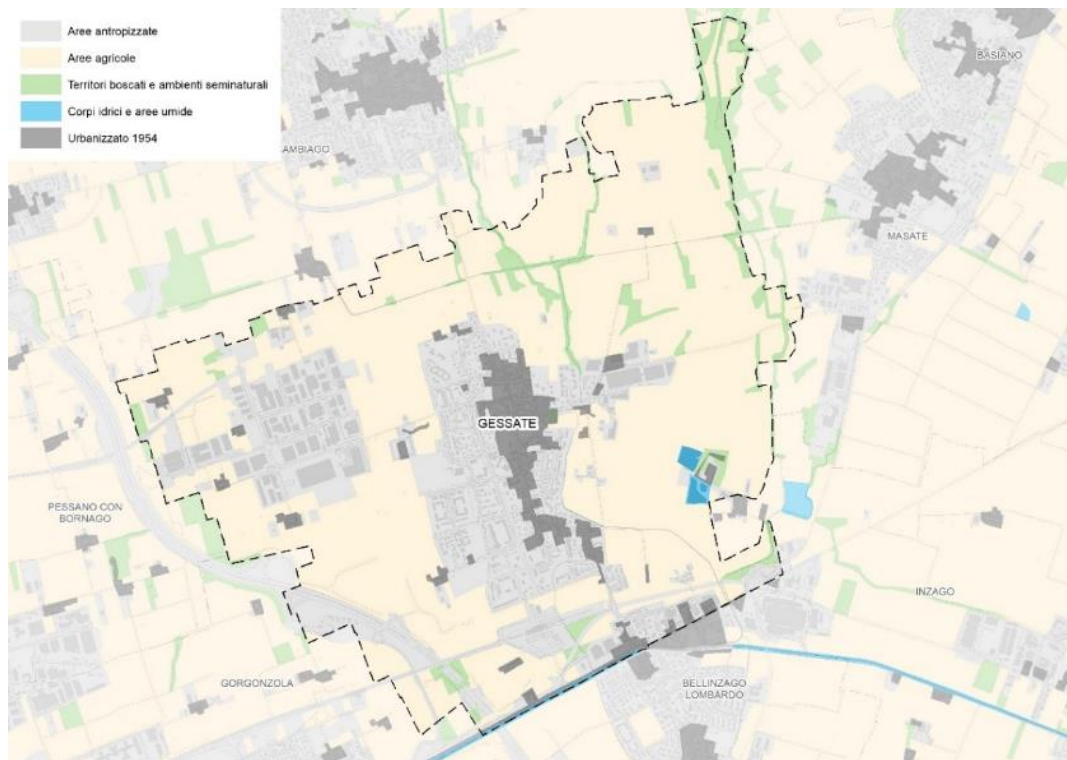 Aree antropizzate
Aree agricole
Territori boscati e ambienti seminaturali
Corpi idrici e aree umide
Urbanizzato 1954
BASIANO
AMBIAGO
MASATE
GESSATE
PESSANO CON
BORNAGO
INZAGO
GORGONZOLA
BELLINZAGO
LOMBARDO